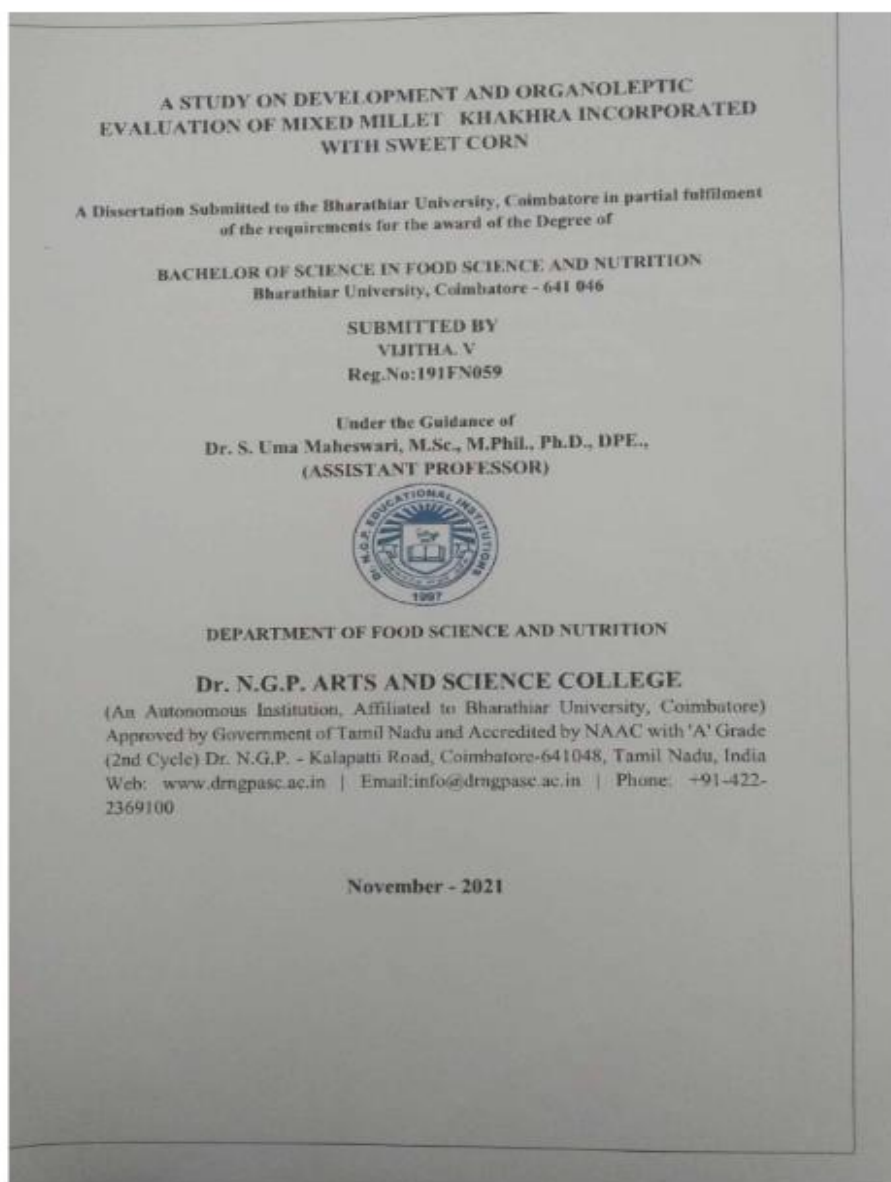 A STUDY ON DEVELOPMENT AND ORGANOLEPTIC
EVALUATION OF MIXED MILLET KHAKHRA INCORPORATED
WITH SWEET CORN
A Dissertation Submitted to the Bharathiar University, Coimbatore in partial fulfilment
of the requirements for the award of the Degree of
BACHELOR OF SCIENCE IN FOOD SCIENCE AND NUTRITION
Bharathiar University, Coimbatore - 641 046
SUBMITTED BY
VIJITHA. V
Reg.No:191FN059
Under the Guidance of
Dr. S. Uma Maheswari, M.Sc., M.Phil., Ph.D., DPE.,
(ASSISTANT PROFESSOR)
Dr. N.G.P. EDUCATIONAL INSTITUTIONS
1997
DEPARTMENT OF FOOD SCIENCE AND NUTRITION
Dr. N.G.P. ARTS AND SCIENCE COLLEGE
(An Autonomous Institution, Affiliated to Bharathiar University, Coimbatore)
Approved by Government of Tamil Nadu and Accredited by NAAC with 'A' Grade
(2nd Cycle) Dr. N.G.P. - Kalapatti Road, Coimbatore-641048, Tamil Nadu, India
Web: www.drngpasc.ac.in | Email:info@drngpasc.ac.in | Phone: +91-422-
2369100
November - 2021